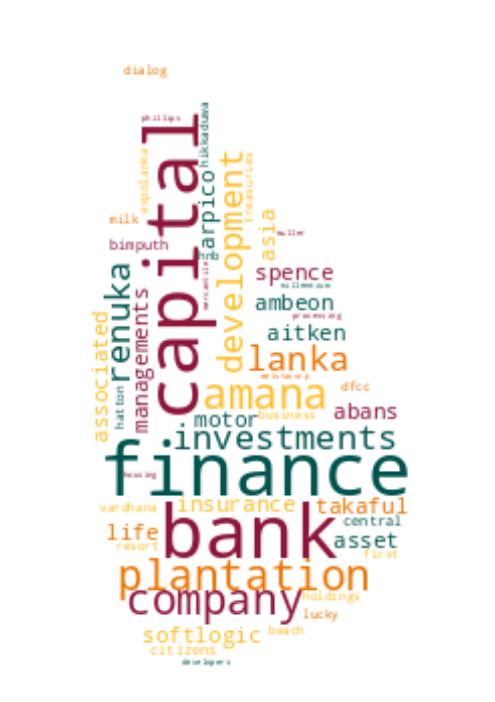 dialog
phillips
capital
hikkaduwa
expolanka
arpico
development
treasuries
milk
asia
muller
bimputh
hnb
spence
renuka
mercantile
millennium
managements
ambeon
processing
associated
aitken
lanka
hatton
amana
dfcc
abans
motor
business
investments
finance
housing
bank
insurance
takaful
vardhana
central
life
asset
resort
first
plantation
company
holdings
lucky
softlogic
beach
citizens
developers